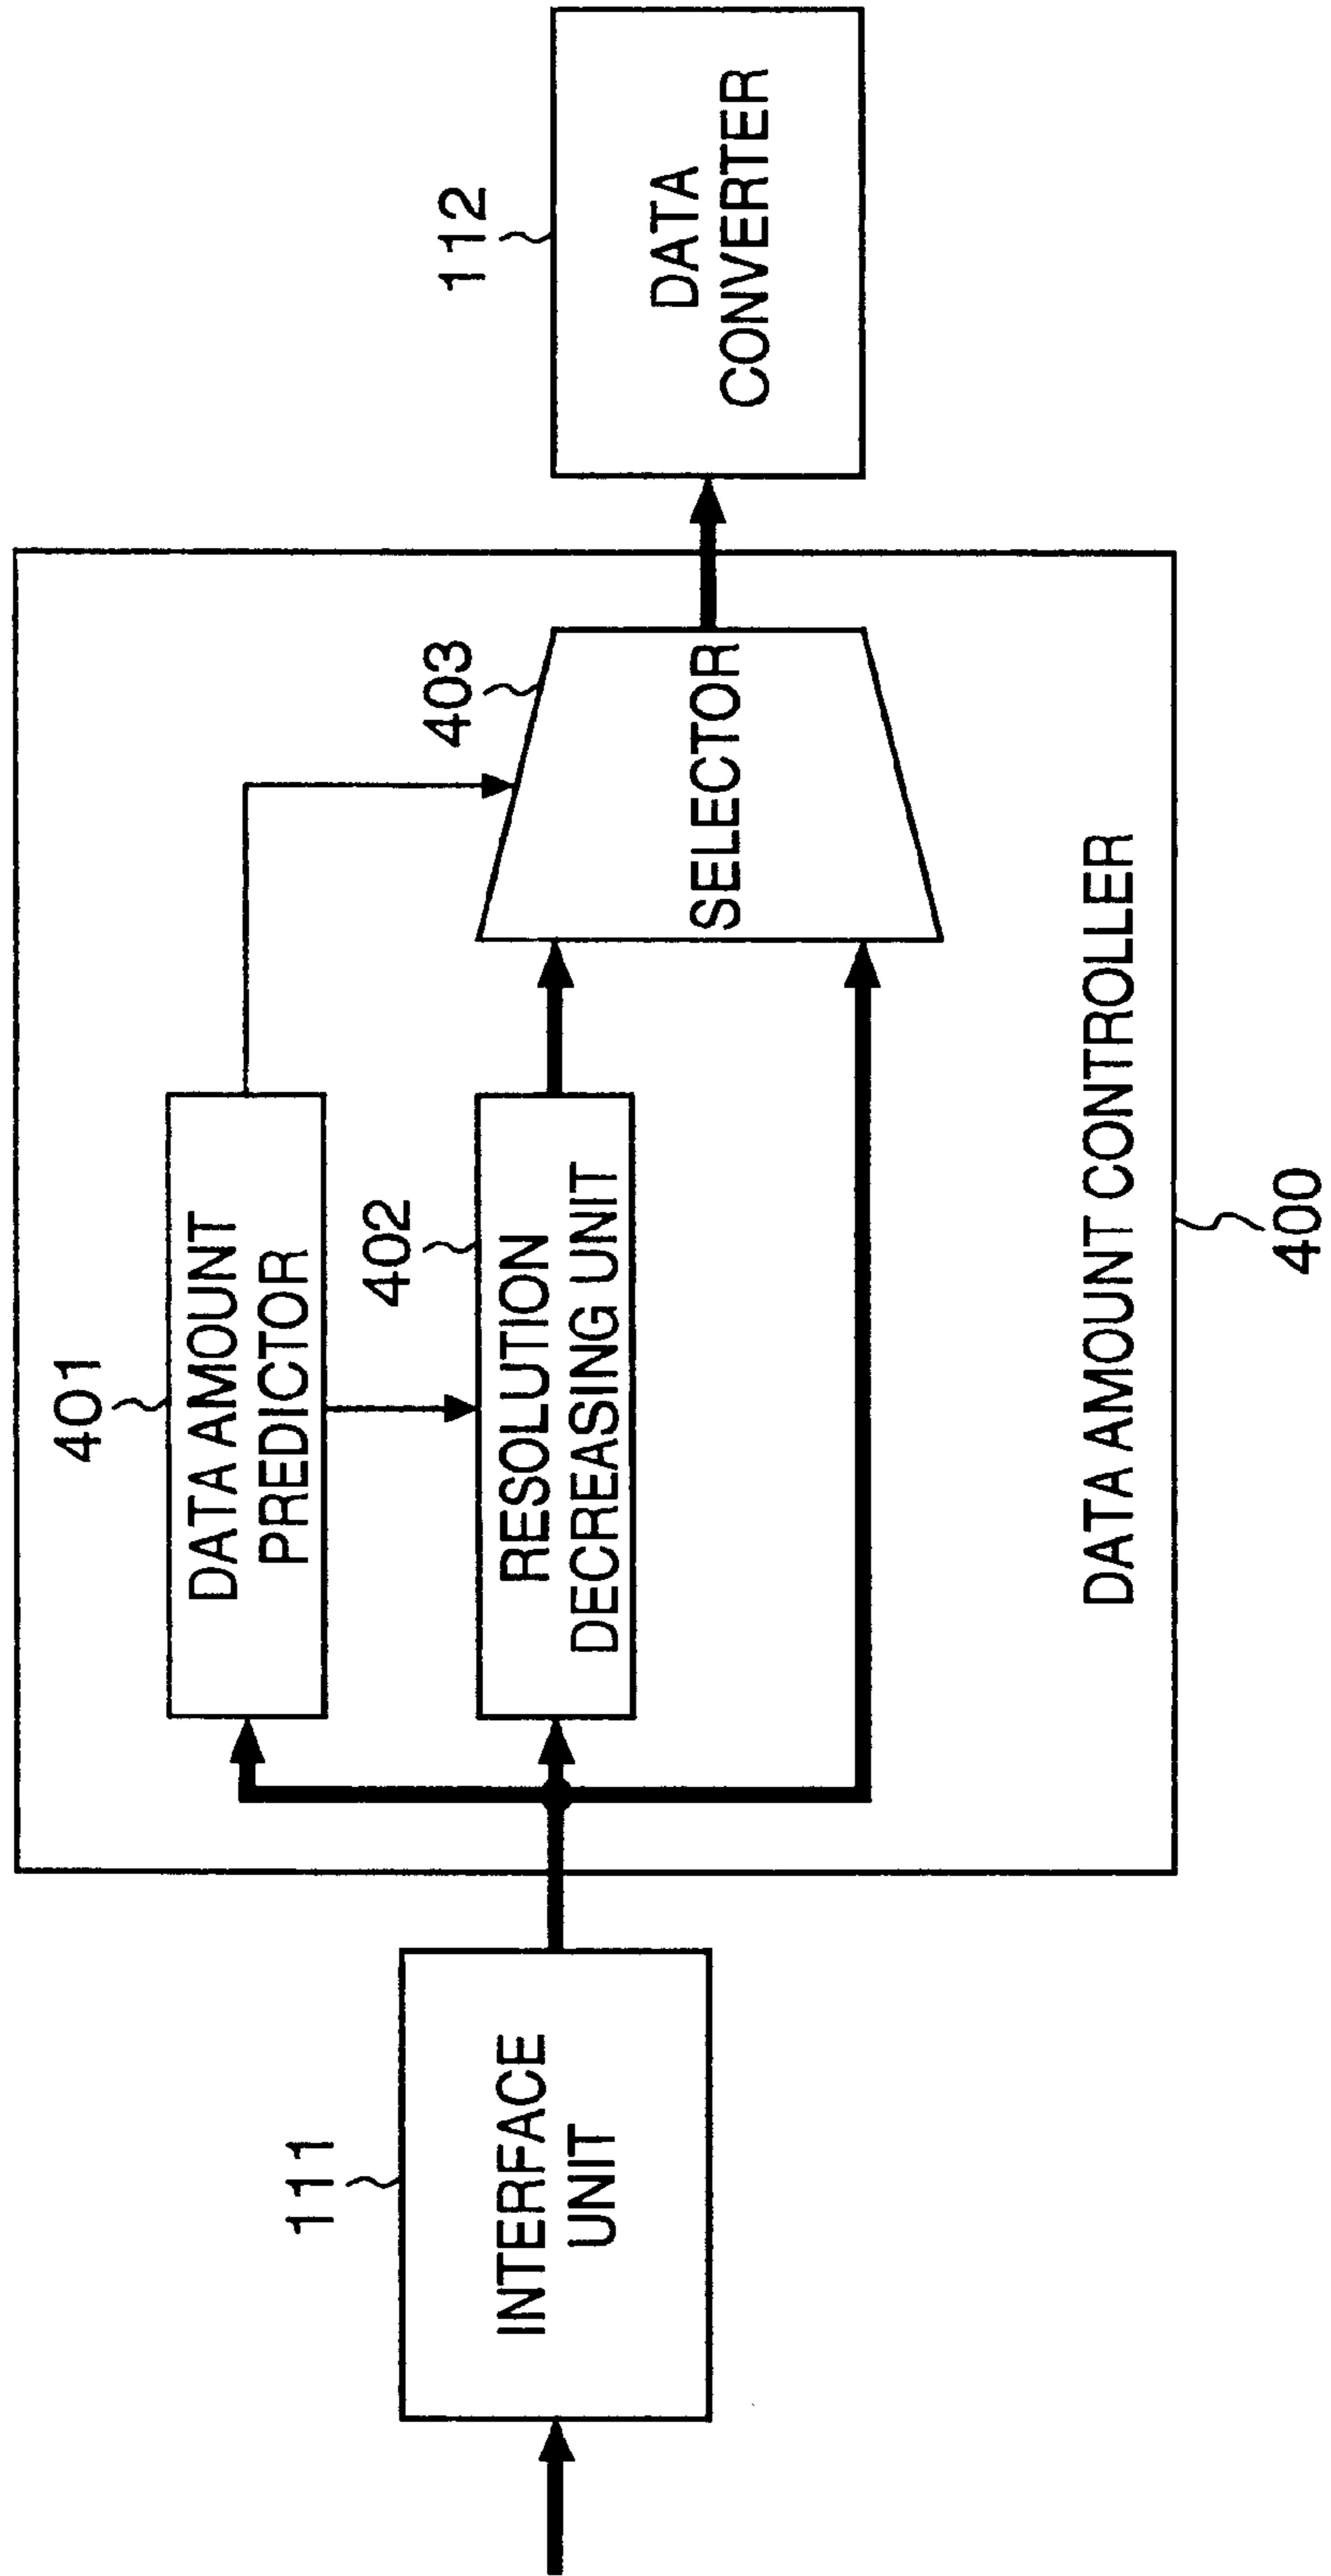 401
DATA AMOUNT
PREDICTOR
111
INTERFACE
UNIT
402
RESOLUTION
DECREASING UNIT
403
SELECTOR
112
DATA
CONVERTER
DATA AMOUNT CONTROLLER
400